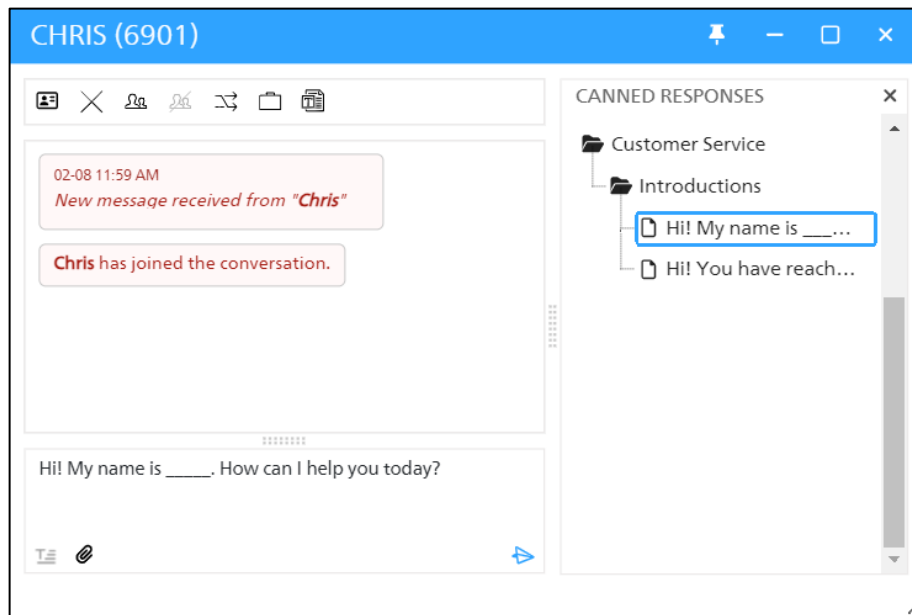 CHRIS (6901)
02-08 11:59 AM
New message received from "Chris"
Chris has joined the conversation.
Hi! My name is _____. How can I help you today?
CANNED RESPONSES
Customer Service
Introductions
Hi! My name is ___...
Hi! You have reach...